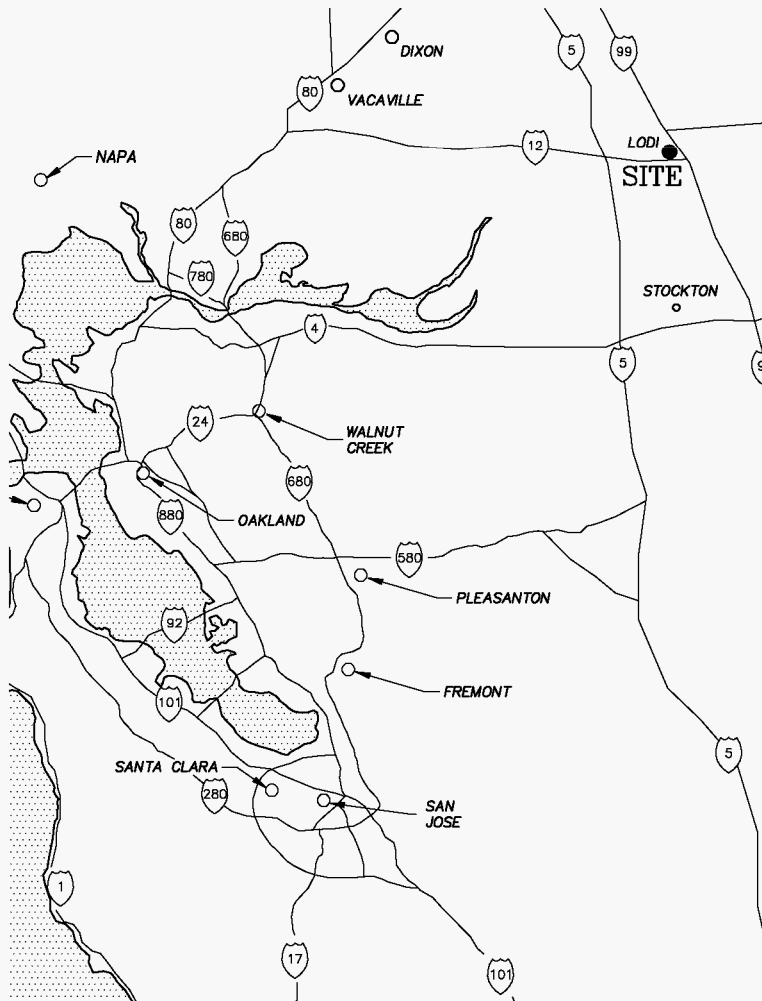 DIXON
5
99
80
VACAVILLE
12
LODI
NAPA
SITE
80
680
780
STOCKTON
4
5
24
WALNUT
CREEK
680
OAKLAND
880
580
PLEASANTON
92
FREMONT
101
5
SANTA CLARA
280
SAN
JOSE
1
17
101